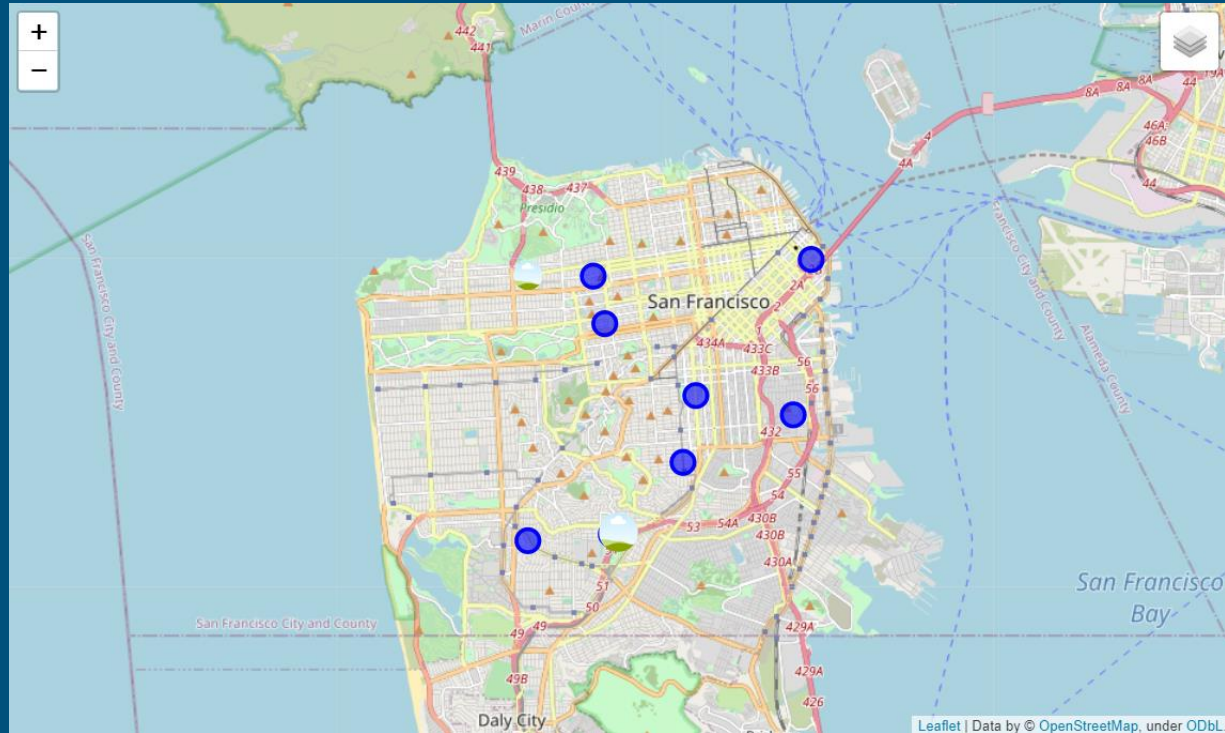 +
−
442
441
Marin County
8A
8A
8A
44
19A
46A
46B
44
4
4A
439
438
437
Presidio
San Francisco City and County
San Francisco
2A
2
1
434A
433C
433B
56
56
432
55
54
54A
53
430B
430B
430A
51
50
49
49
49B
429A
429A
426
Francisco City and County
Alameda County
San Francisco
Bay
San Francisco City and County
Daly City
Leaflet | Data by © OpenStreetMap, under ODbL